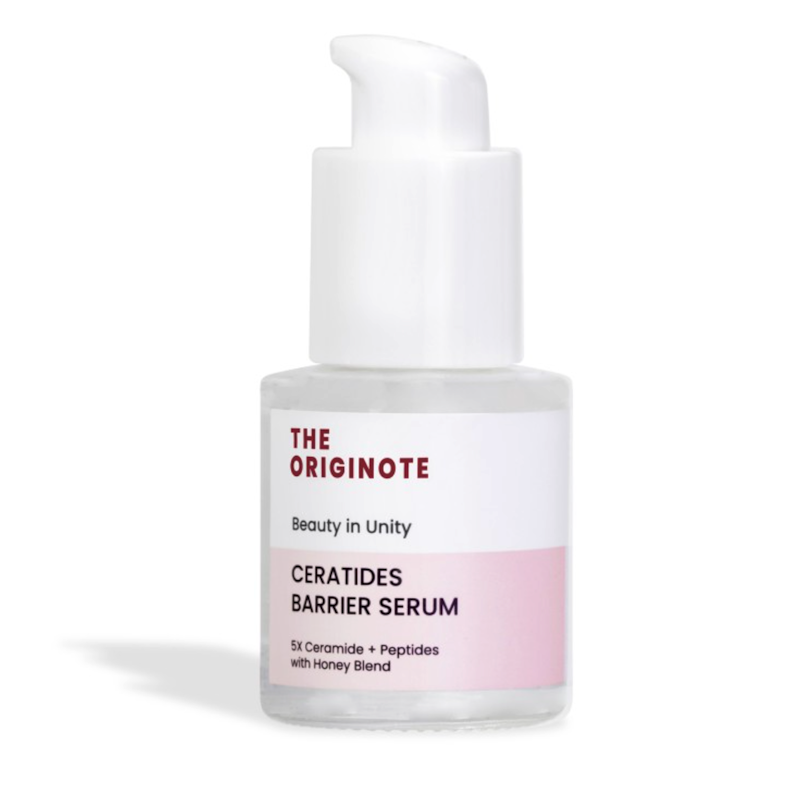 THE
ORIGINOTE
Beauty in Unity
CERATIDES
BARRIER SERUM
5X Ceramide + Peptides
with Honey Blend